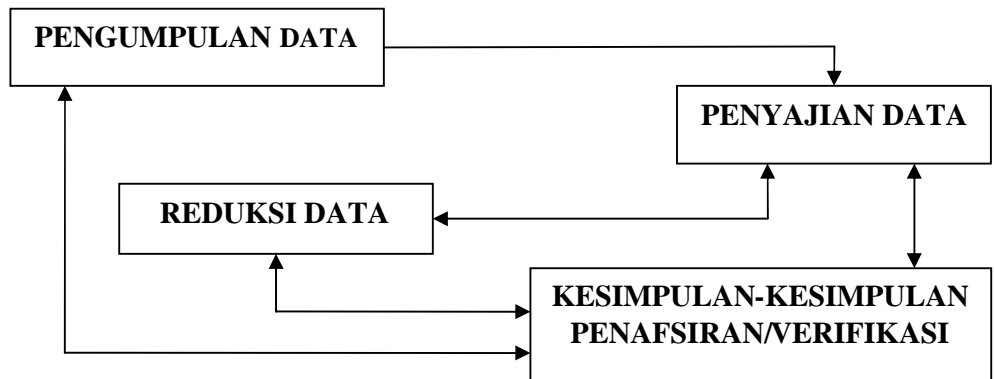 PENGUMPULAN DATA
PENYAJIAN DATA
REDUKSI DATA
KESIMPULAN-KESIMPULAN
PENAFSIRAN/VERIFIKASI